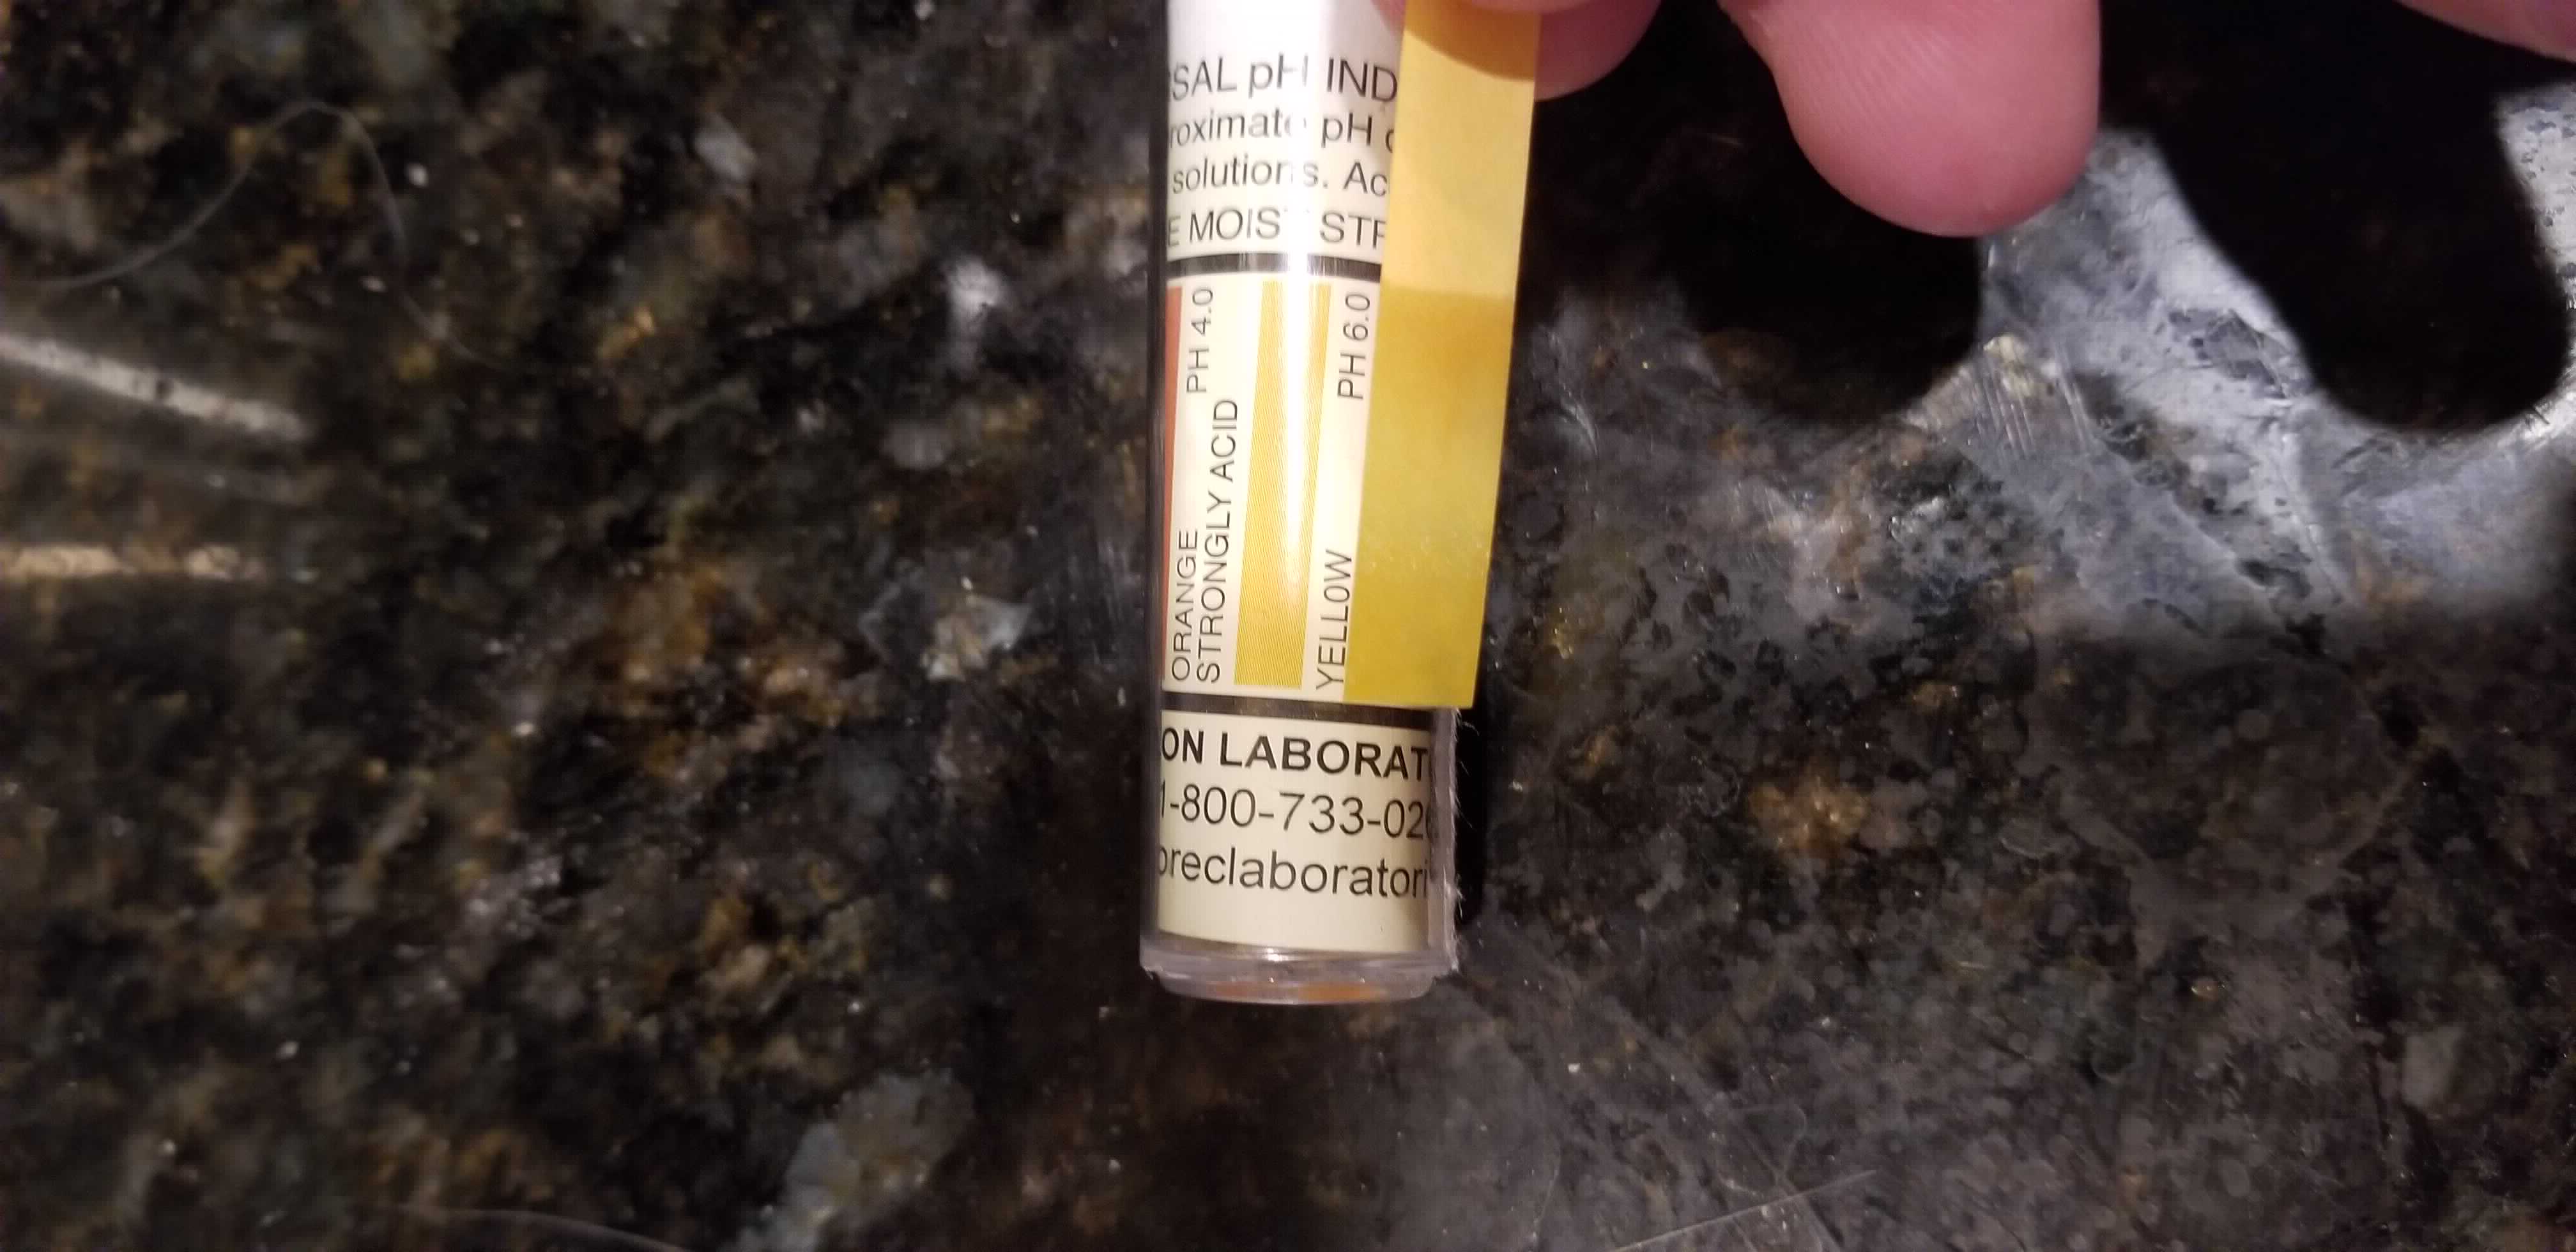 SAL pH IND
roximate pH
solutions. Ac
E MOIST STR
ORANGE PH 4.0
STRONGLY ACID
YELLOW PH 6.0
ON LABORAT
1-800-733-02
preclaboratori